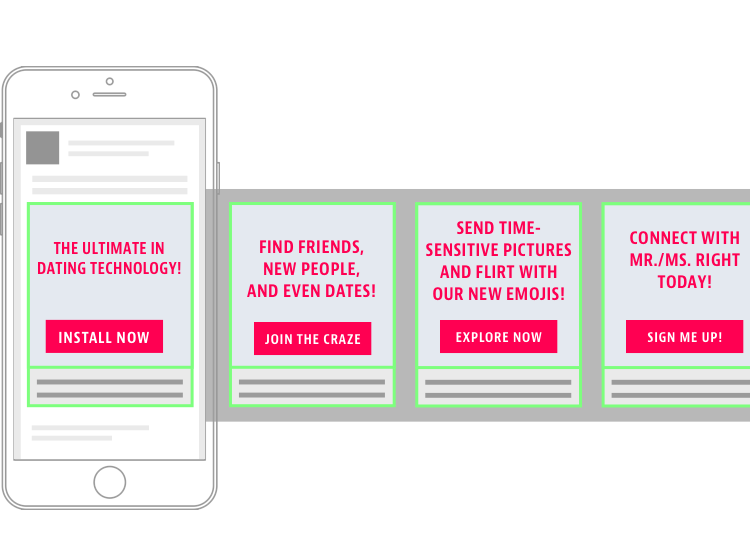 THE ULTIMATE IN
DATING TECHNOLOGY!
INSTALL NOW
FIND FRIENDS,
NEW PEOPLE,
AND EVEN DATES!
JOIN THE CRAZE
SEND TIME-
SENSITIVE PICTURES
AND FLIRT WITH
OUR NEW EMOJIS!
EXPLORE NOW
CONNECT WITH
MR./MS. RIGHT
TODAY!
SIGN ME UP!